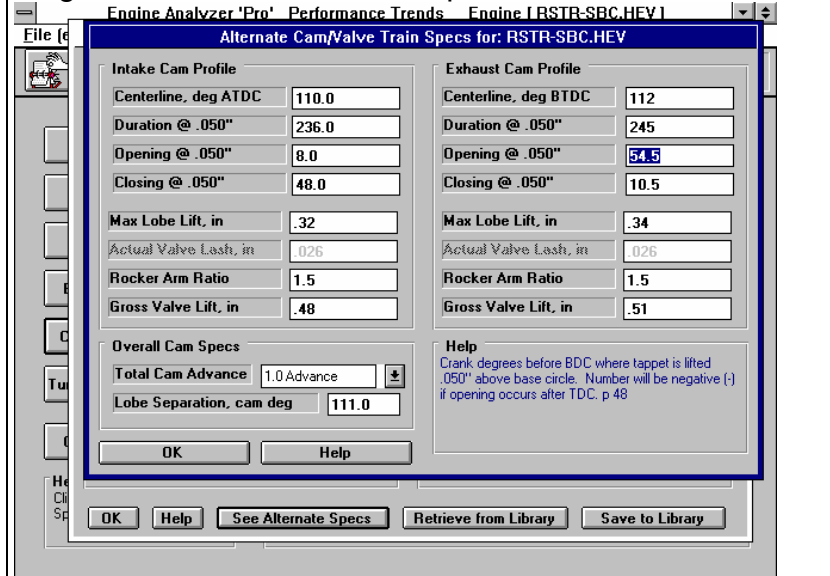 Engine Analyzer 'Pro' Performance Trends Engine [ RSTR-SBC.HEV ]
File (e
Alternate Cam/Valve Train Specs for: RSTR-SBC.HEV
Intake Cam Profile
Centerline, deg ATDC 110.0
Duration @ .050" 236.0
Opening @ .050" 8.0
Closing @ .050" 48.0
Max Lobe Lift, in .32
Actual Valve Lash, in .026
Rocker Arm Ratio 1.5
Gross Valve Lift, in .48
Exhaust Cam Profile
Centerline, deg BTDC 112
Duration @ .050" 245
Opening @ .050" 54.5
Closing @ .050" 10.5
Max Lobe Lift, in .34
Actual Valve Lash, in .026
Rocker Arm Ratio 1.5
Gross Valve Lift, in .51
Overall Cam Specs
Total Cam Advance 1.0 Advance
Lobe Separation, cam deg 111.0
Help
Crank degrees before BDC where tappet is lifted
.050" above base circle. Number will be negative (-)
if opening occurs after TDC. p 48
OK Help
Tu
He
Cli
Sp
OK Help See Alternate Specs Retrieve from Library Save to Library